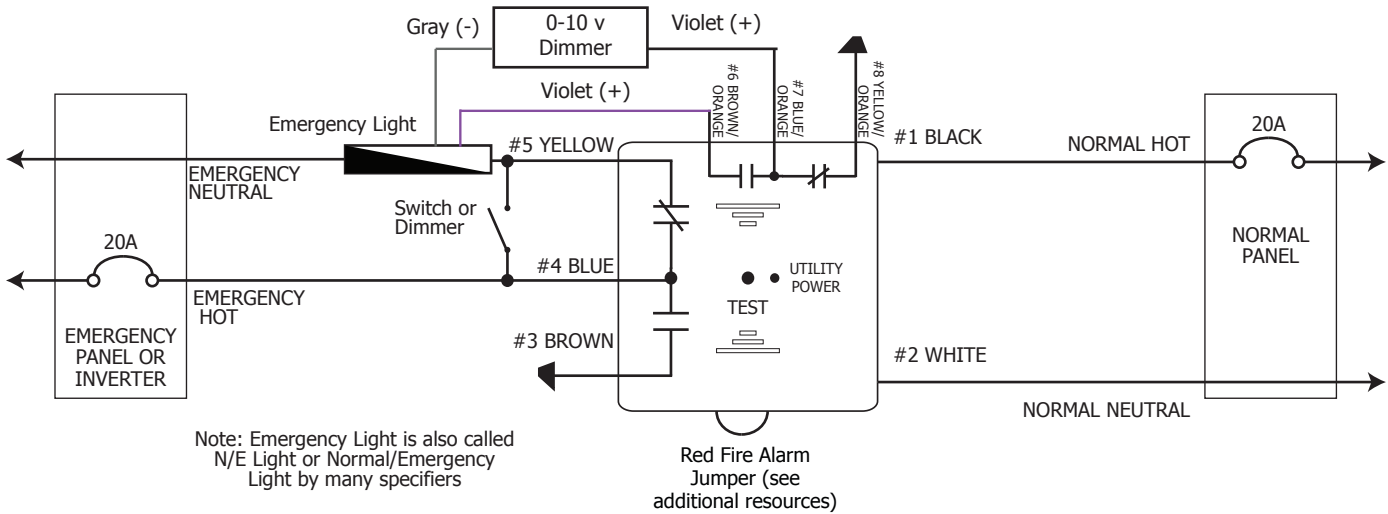 Gray (-)
0-10 v
Dimmer
Violet (+)
Violet (+)
#6 BROWN/
ORANGE
#7 BLUE/
ORANGE
#8 YELLOW/
ORANGE
Emergency Light
#5 YELLOW
#1 BLACK
NORMAL HOT
20A
EMERGENCY
NEUTRAL
Switch or
Dimmer
20A
#4 BLUE
UTILITY
POWER
TEST
NORMAL
PANEL
EMERGENCY
HOT
EMERGENCY
PANEL OR
INVERTER
#3 BROWN
#2 WHITE
NORMAL NEUTRAL
Note: Emergency Light is also called
N/E Light or Normal/Emergency
Light by many specifiers
Red Fire Alarm
Jumper (see
additional resources)